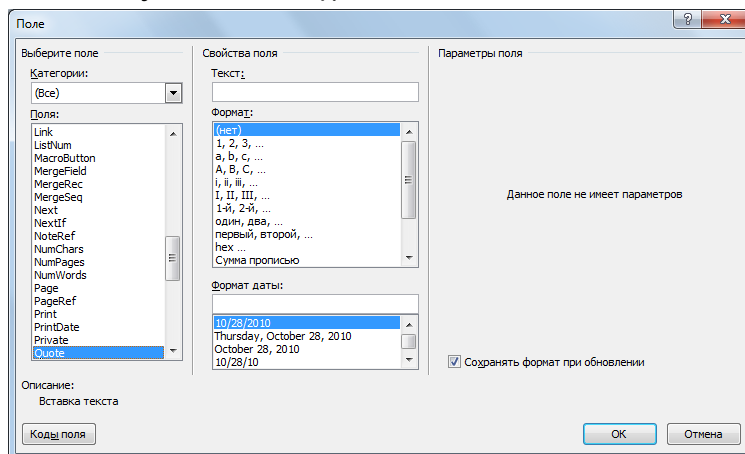 Поле
Выберите поле
Категории:
(Все)
Поля:
Link
ListNum
MacroButton
MergeField
MergeRec
MergeSeq
Next
NextIf
NoteRef
NumChars
NumPages
NumWords
Page
PageRef
Print
PrintDate
Private
Quote
Свойства поля
Текст:
Формат:
(нет)
1, 2, 3, ...
a, b, c, ...
A, B, C, ...
i, ii, iii, ...
I, II, III, ...
1-й, 2-й, ...
один, два, ...
первый, второй, ...
hex ...
Сумма прописью
Формат даты:
10/28/2010
Thursday, October 28, 2010
October 28, 2010
10/28/10
Параметры поля
Данное поле не имеет параметров
Сохранять формат при обновлении
Описание:
Вставка текста
Коды поля
ОК
Отмена